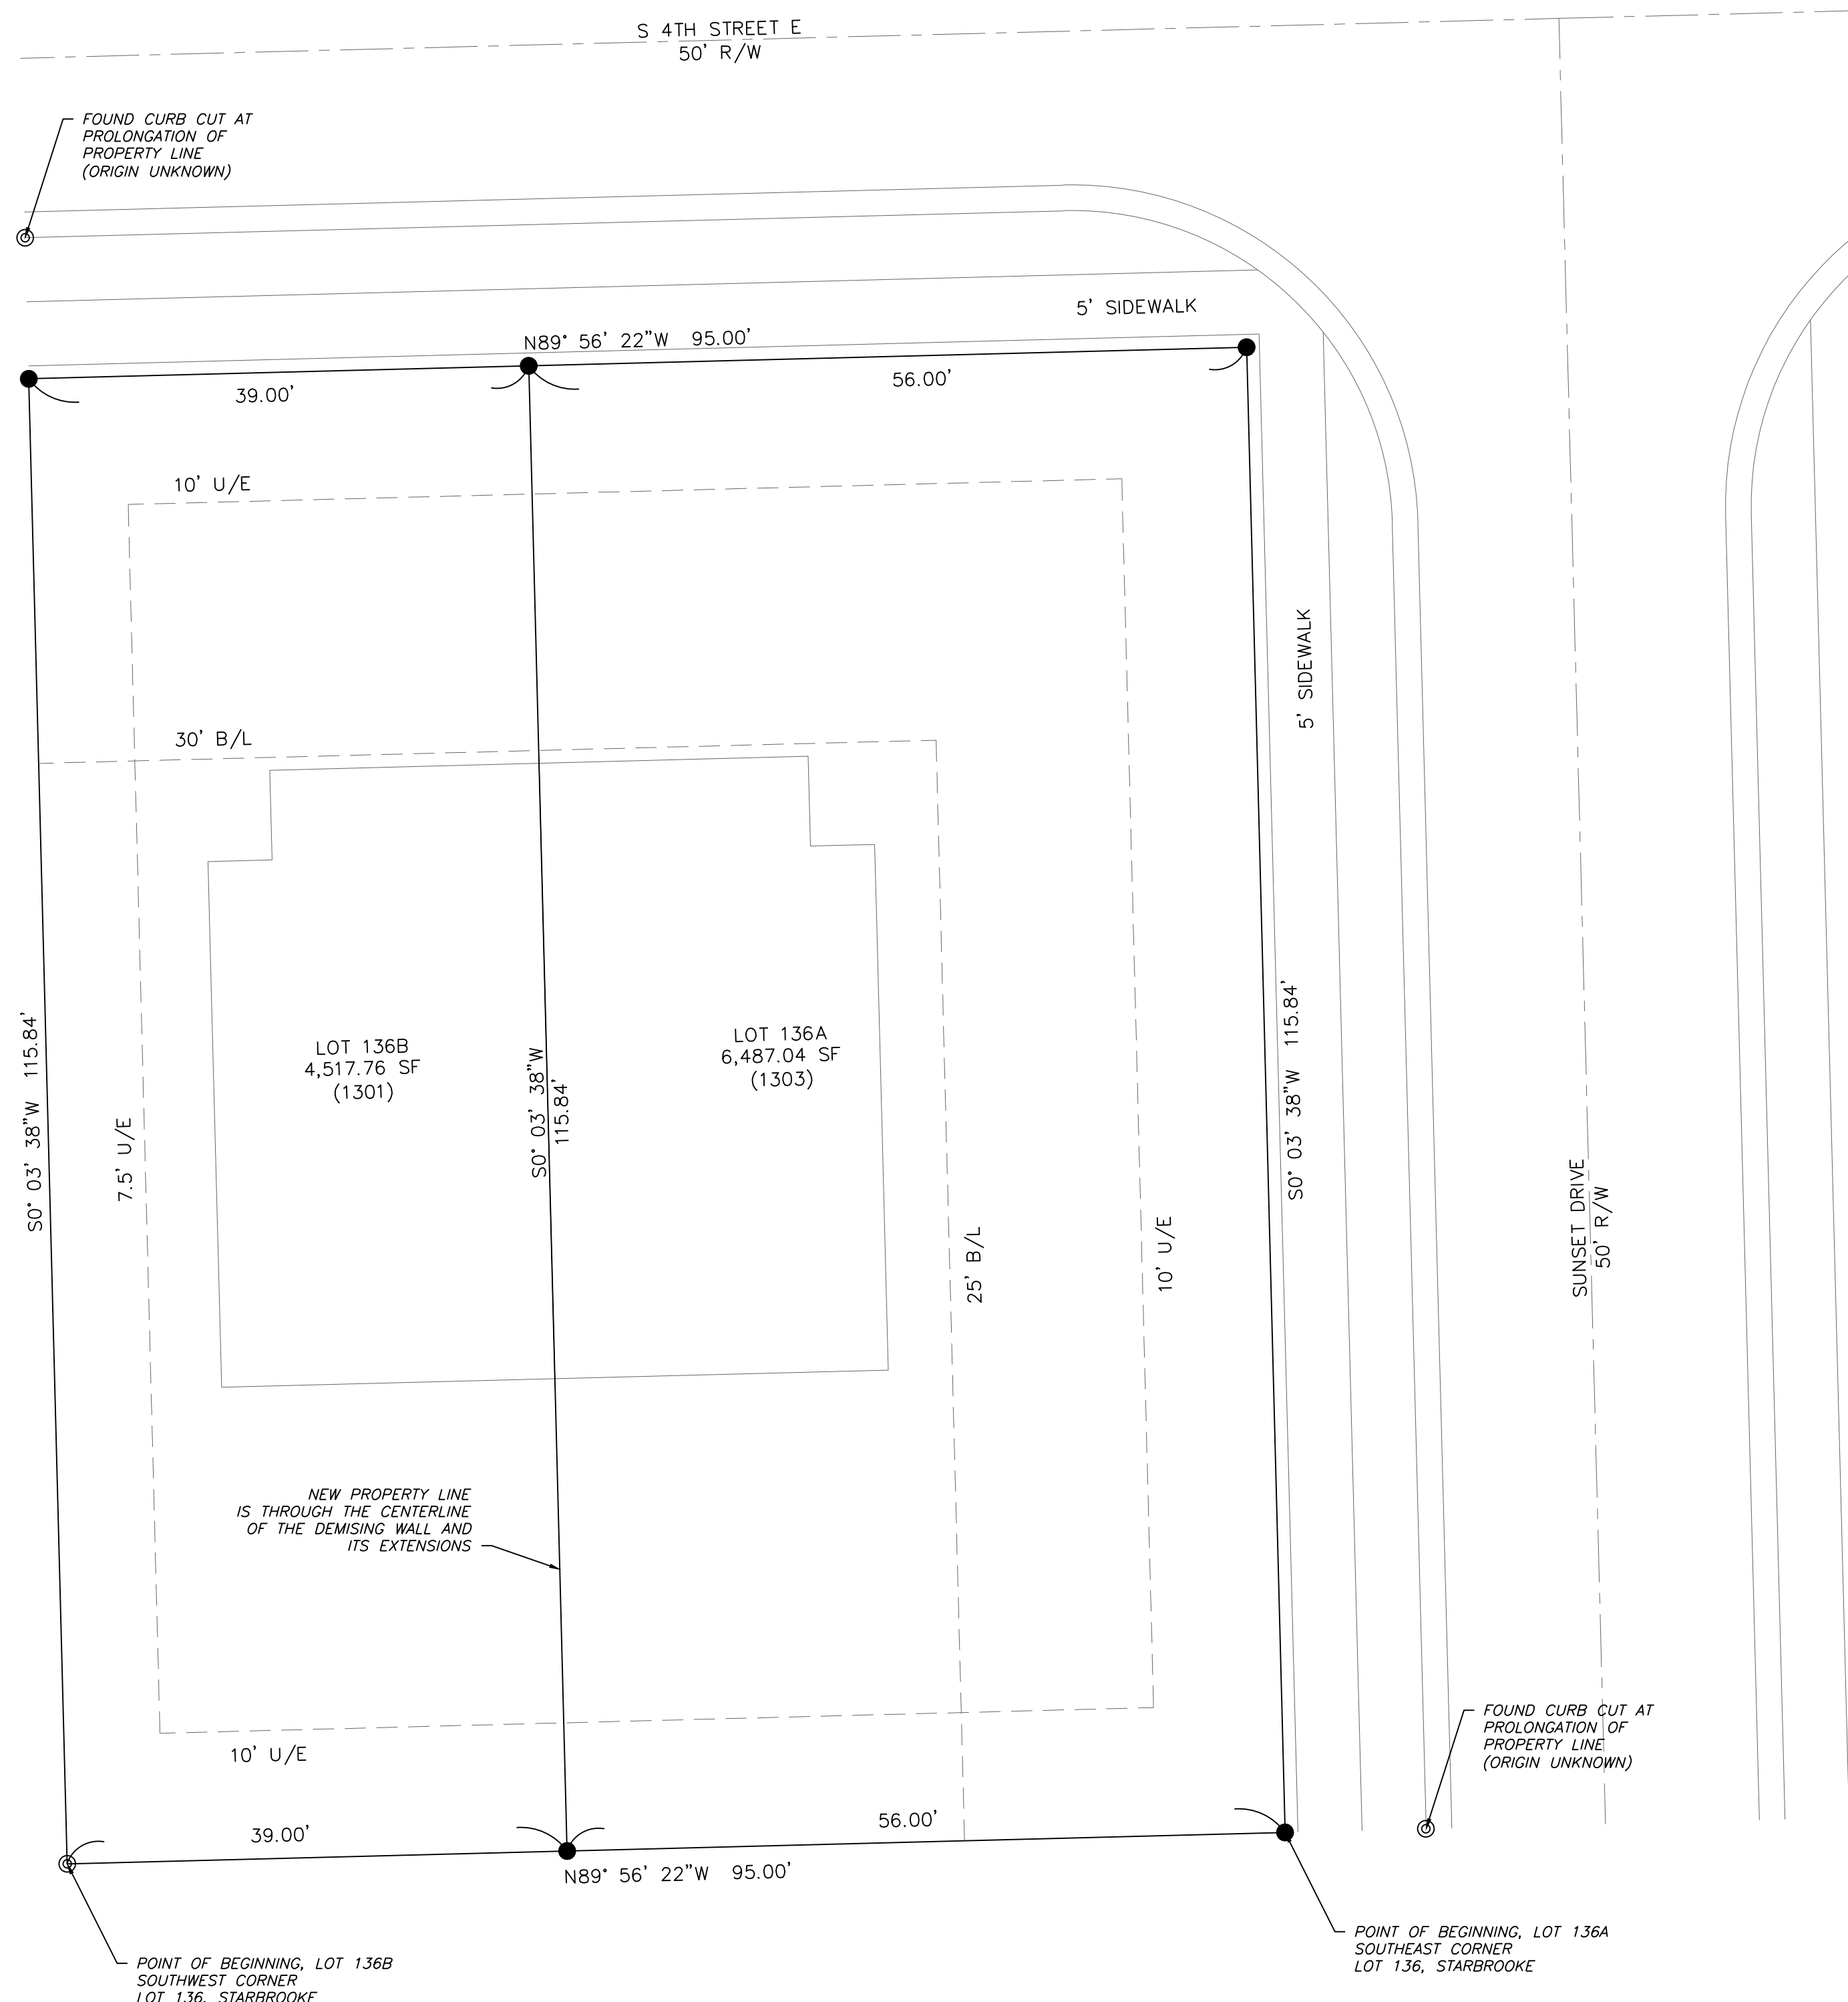 S 4TH STREET E
50' R/W
FOUND CURB CUT AT
PROLONGATION OF
PROPERTY LINE
(ORIGIN UNKNOWN)
5' SIDEWALK
N89° 56' 22"W 95.00'
39.00'
56.00'
10' U/E
5' SIDEWALK
30' B/L
LOT 136B
4,517.76 SF
(1301)
LOT 136A
6,487.04 SF
(1303)
S0° 03' 38"W 115.84'
7.5' U/E
S0° 03' 38"W
115.84'
25' B/L
10' U/E
S0° 03' 38"W 115.84'
SUNSET DRIVE
50' R/W
NEW PROPERTY LINE
IS THROUGH THE CENTERLINE
OF THE DEMISING WALL AND
ITS EXTENSIONS
FOUND CURB CUT AT
PROLONGATION OF
PROPERTY LINE
(ORIGIN UNKNOWN)
10' U/E
39.00'
56.00'
N89° 56' 22"W 95.00'
POINT OF BEGINNING, LOT 136A
SOUTHEAST CORNER
LOT 136, STARBROOKE
POINT OF BEGINNING, LOT 136B
SOUTHWEST CORNER
LOT 136, STARBROOKE